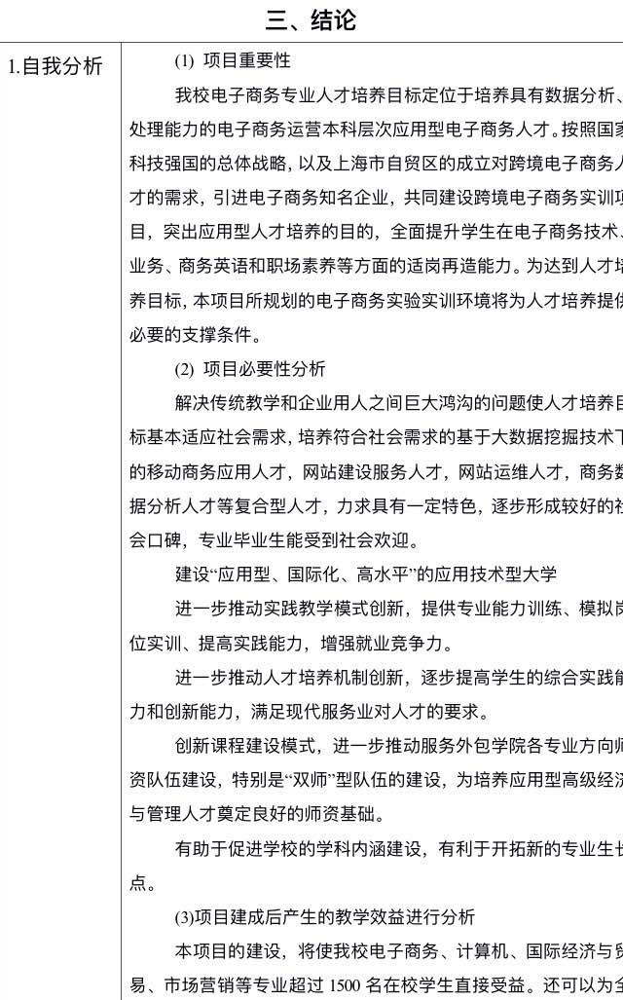 三、结论
1.自我分析
(1) 项目重要性
我校电子商务专业人才培养目标定位于培养具有数据分析、
处理能力的电子商务运营本科层次应用型电子商务人才。按照国家
科技强国的总体战略,以及上海市自贸区的成立对跨境电子商务人
才的需求，引进电子商务知名企业，共同建设跨境电子商务实训项
目，突出应用型人才培养的目的，全面提升学生在电子商务技术、
业务、商务英语和职场素养等方面的适岗再造能力。为达到人才培
养目标,本项目所规划的电子商务实验实训环境将为人才培养提供
必要的支撑条件。
(2) 项目必要性分析
解决传统教学和企业用人之间巨大鸿沟的问题使人才培养目
标基本适应社会需求,培养符合社会需求的基于大数据挖掘技术下
的移动商务应用人才，网站建设服务人才，网站运维人才，商务数
据分析人才等复合型人才，力求具有一定特色，逐步形成较好的社
会口碑，专业毕业生能受到社会欢迎。
建设“应用型、国际化、高水平”的应用技术型大学
进一步推动实践教学模式创新，提供专业能力训练、模拟岗
位实训、提高实践能力，增强就业竞争力。
进一步推动人才培养机制创新，逐步提高学生的综合实践能
力和创新能力，满足现代服务业对人才的要求。
创新课程建设模式，进一步推动服务外包学院各专业方向师
资队伍建设，特别是“双师”型队伍的建设，为培养应用型高级经济
与管理人才奠定良好的师资基础。
有助于促进学校的学科内涵建设，有利于开拓新的专业生长
点。
(3)项目建成后产生的教学效益进行分析
本项目的建设，将使我校电子商务、计算机、国际经济与贸
易、市场营销等专业超过 1500 名在校学生直接受益。还可以为全